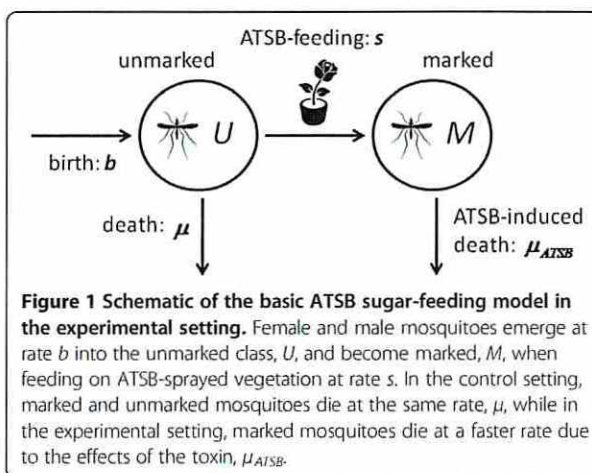 ATSB-feeding: s
unmarked
marked
U
M
birth: b
death: μ
ATSB-induced
death: μATSB
Figure 1 Schematic of the basic ATSB sugar-feeding model in
the experimental setting. Female and male mosquitoes emerge at
rate b into the unmarked class, U, and become marked, M, when
feeding on ATSB-sprayed vegetation at rate s. In the control setting,
marked and unmarked mosquitoes die at the same rate, μ, while in
the experimental setting, marked mosquitoes die at a faster rate due
to the effects of the toxin, μATSB.